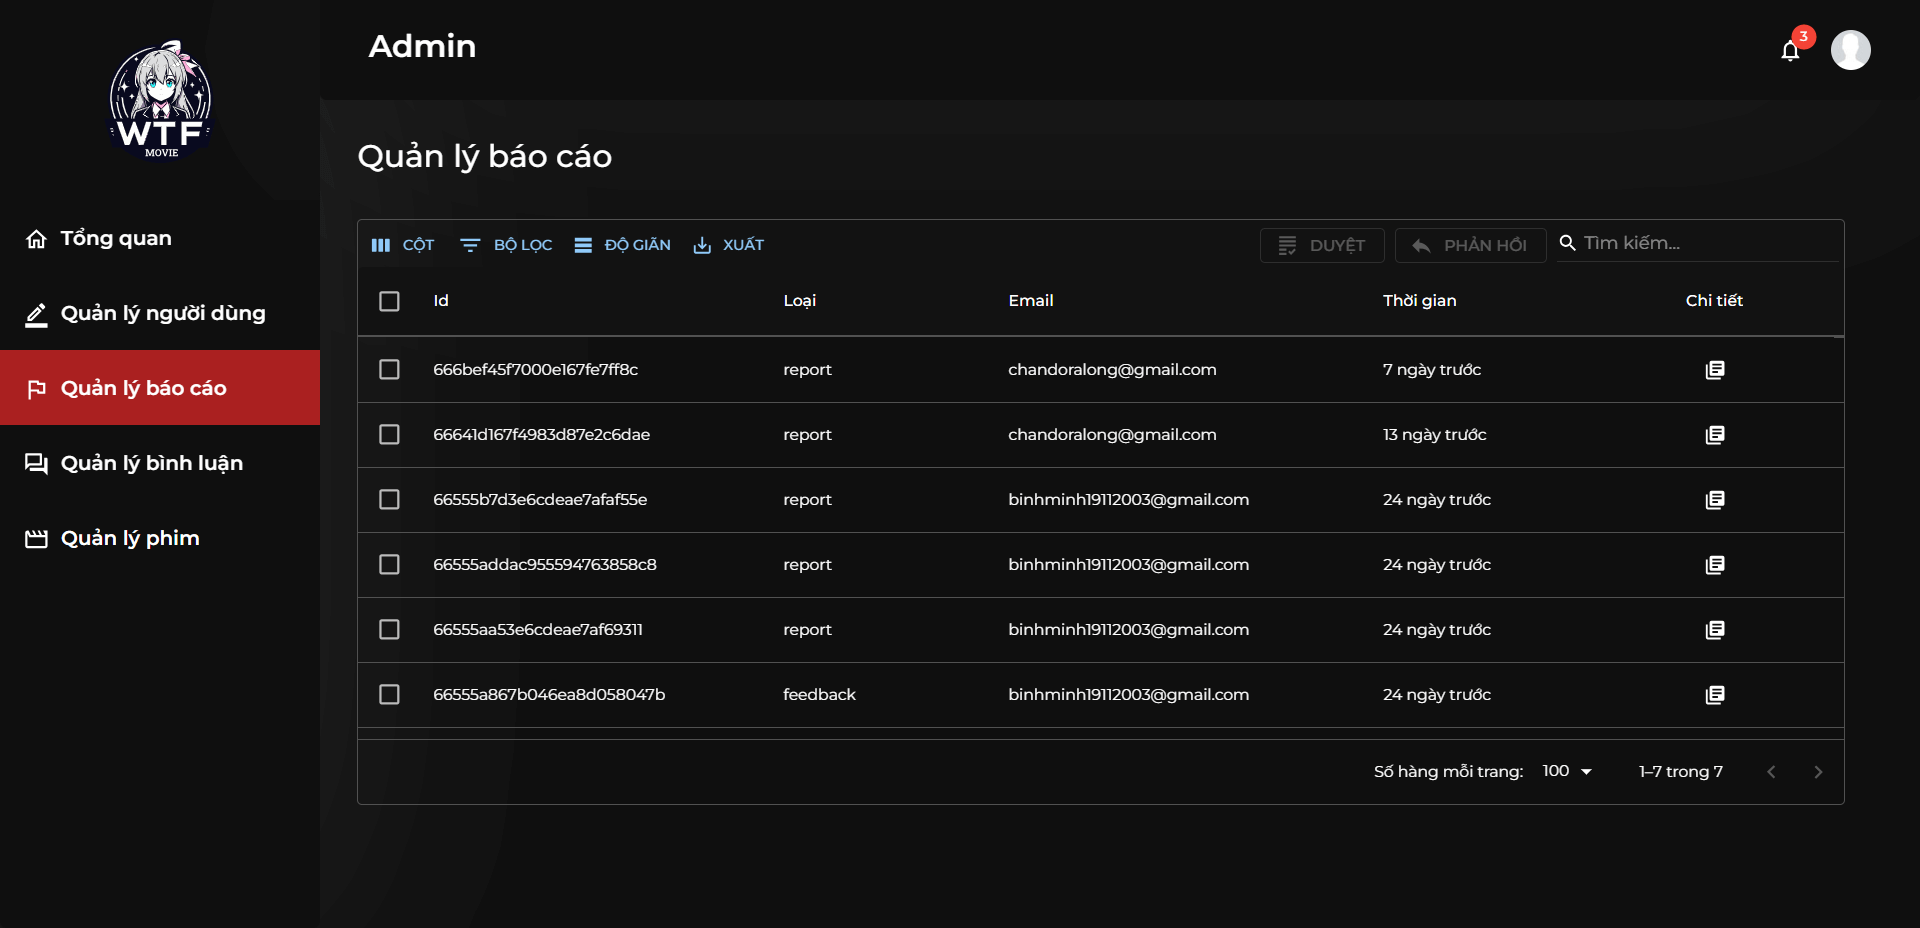 Admin
3
WTF
MOVIE
Quản lý báo cáo
Tổng quan
Quản lý người dùng
Quản lý báo cáo
Quản lý bình luận
Quản lý phim
CỘT BỘ LỌC ĐỘ GIÃN XUẤT DUYỆT PHẢN HỒI Tìm kiếm...
Id Loại Email Thời gian Chi tiết
666bef45f7000e167fe7ff8c report chandoralong@gmail.com 7 ngày trước
66641d167f4983d87e2c6dae report chandoralong@gmail.com 13 ngày trước
66555b7d3e6cdeae7afaf55e report binhminh19112003@gmail.com 24 ngày trước
66555addac955594763858c8 report binhminh19112003@gmail.com 24 ngày trước
66555aa53e6cdeae7af69311 report binhminh19112003@gmail.com 24 ngày trước
66555a867b046ea8d058047b feedback binhminh19112003@gmail.com 24 ngày trước
Số hàng mỗi trang: 100 1–7 trong 7